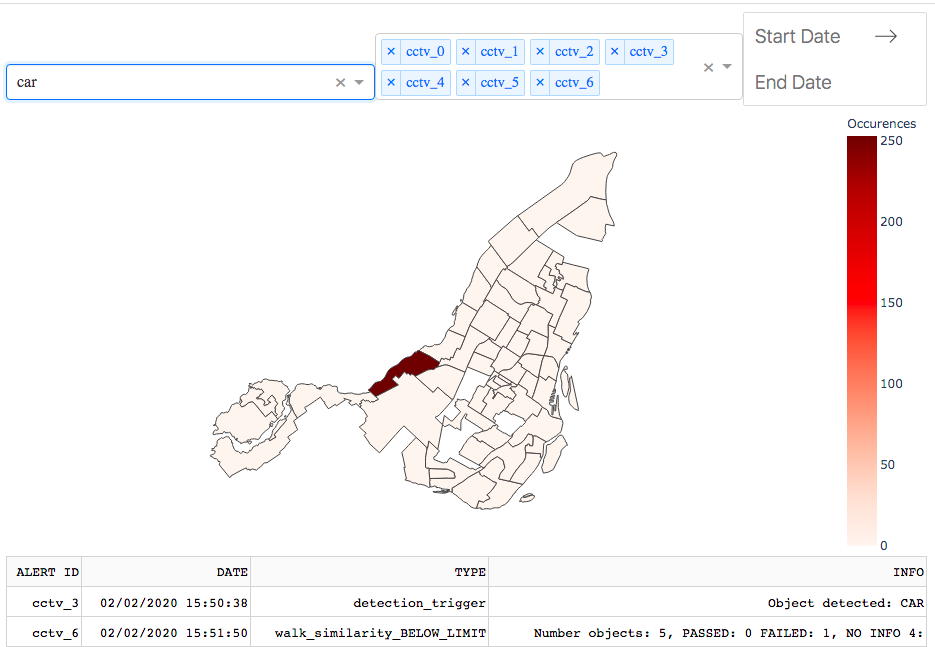 car
× cctv_0 × cctv_1 × cctv_2 × cctv_3
× cctv_4 × cctv_5 × cctv_6
Start Date →
End Date
Occurences
250
200
150
100
50
0
ALERT ID DATE TYPE INFO
cctv_3 02/02/2020 15:50:38 detection_trigger Object detected: CAR
cctv_6 02/02/2020 15:51:50 walk_similarity_BELOW_LIMIT Number objects: 5, PASSED: 0 FAILED: 1, NO INFO 4: